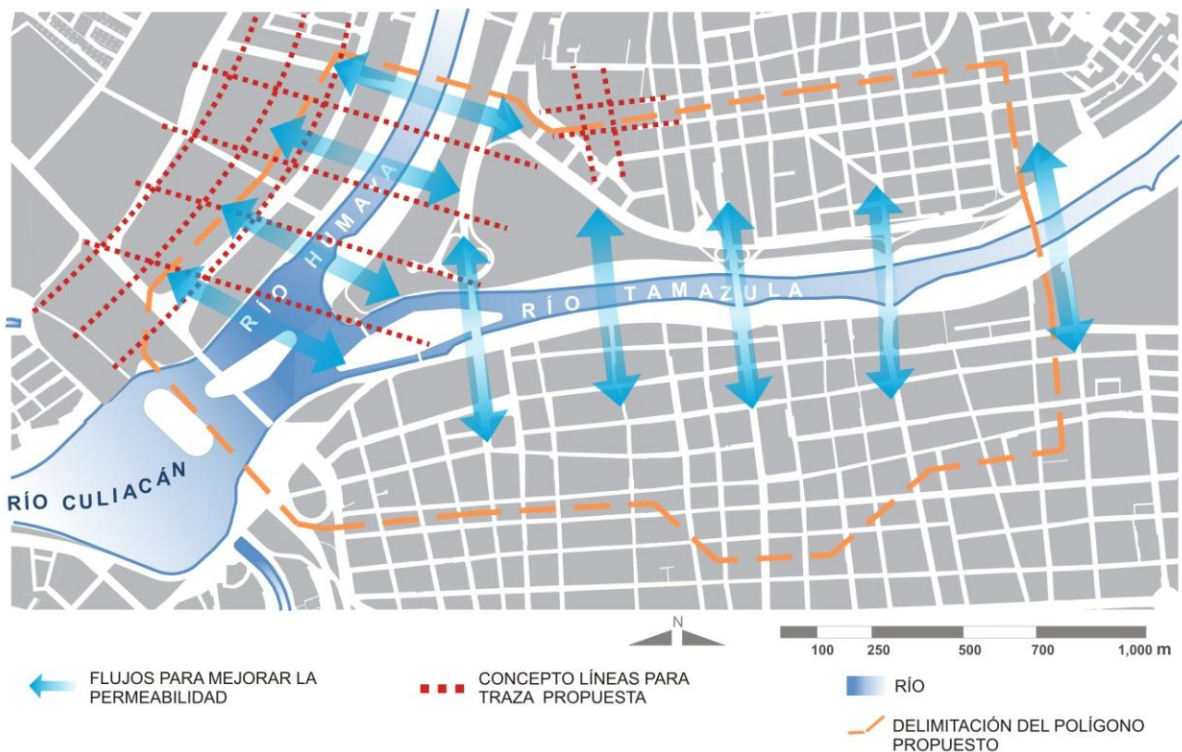 RÍO HUMAYA
RÍO TAMAZULA
RÍO CULIACÁN
N
100 250 500 700 1,000 m
FLUJOS PARA MEJORAR LA
PERMEABILIDAD
CONCEPTO LÍNEAS PARA
TRAZA PROPUESTA
RÍO
DELIMITACIÓN DEL POLÍGONO
PROPUESTO